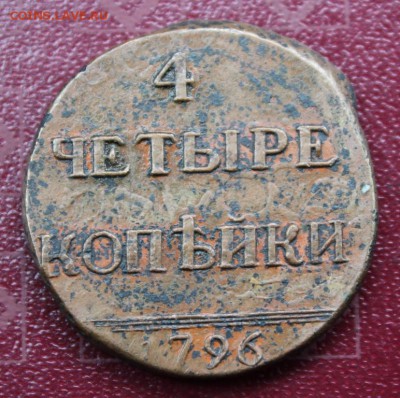 coins.lave.ru
4
ЧЕТЫРЕ
КОПѢЙКИ
796